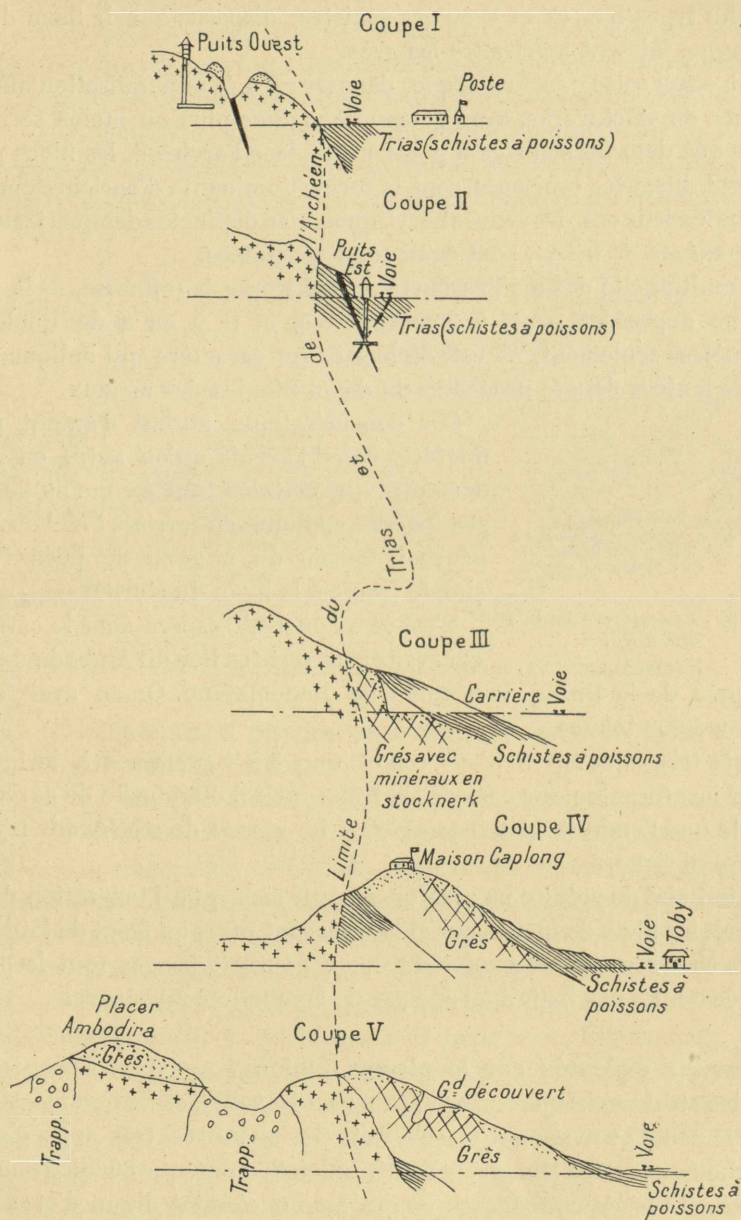 Coupe I
Puits Ouest
Voie
Poste
Trias (schistes à poissons)
Coupe II
Puits
Est
Voie
Trias (schistes à poissons)
Limite du Trias et de l'Archéen
Coupe III
Carrière
Voie
Grés avec
minéraux en
stocknerk
Schistes à poissons
Coupe IV
Maison Caplong
Grès
Voie
Toby
Schistes à
poissons
Coupe V
Placer
Ambodira
Grès
Trapp.
Trapp.
Gd découvert
Grès
Voie
Schistes à
poissons